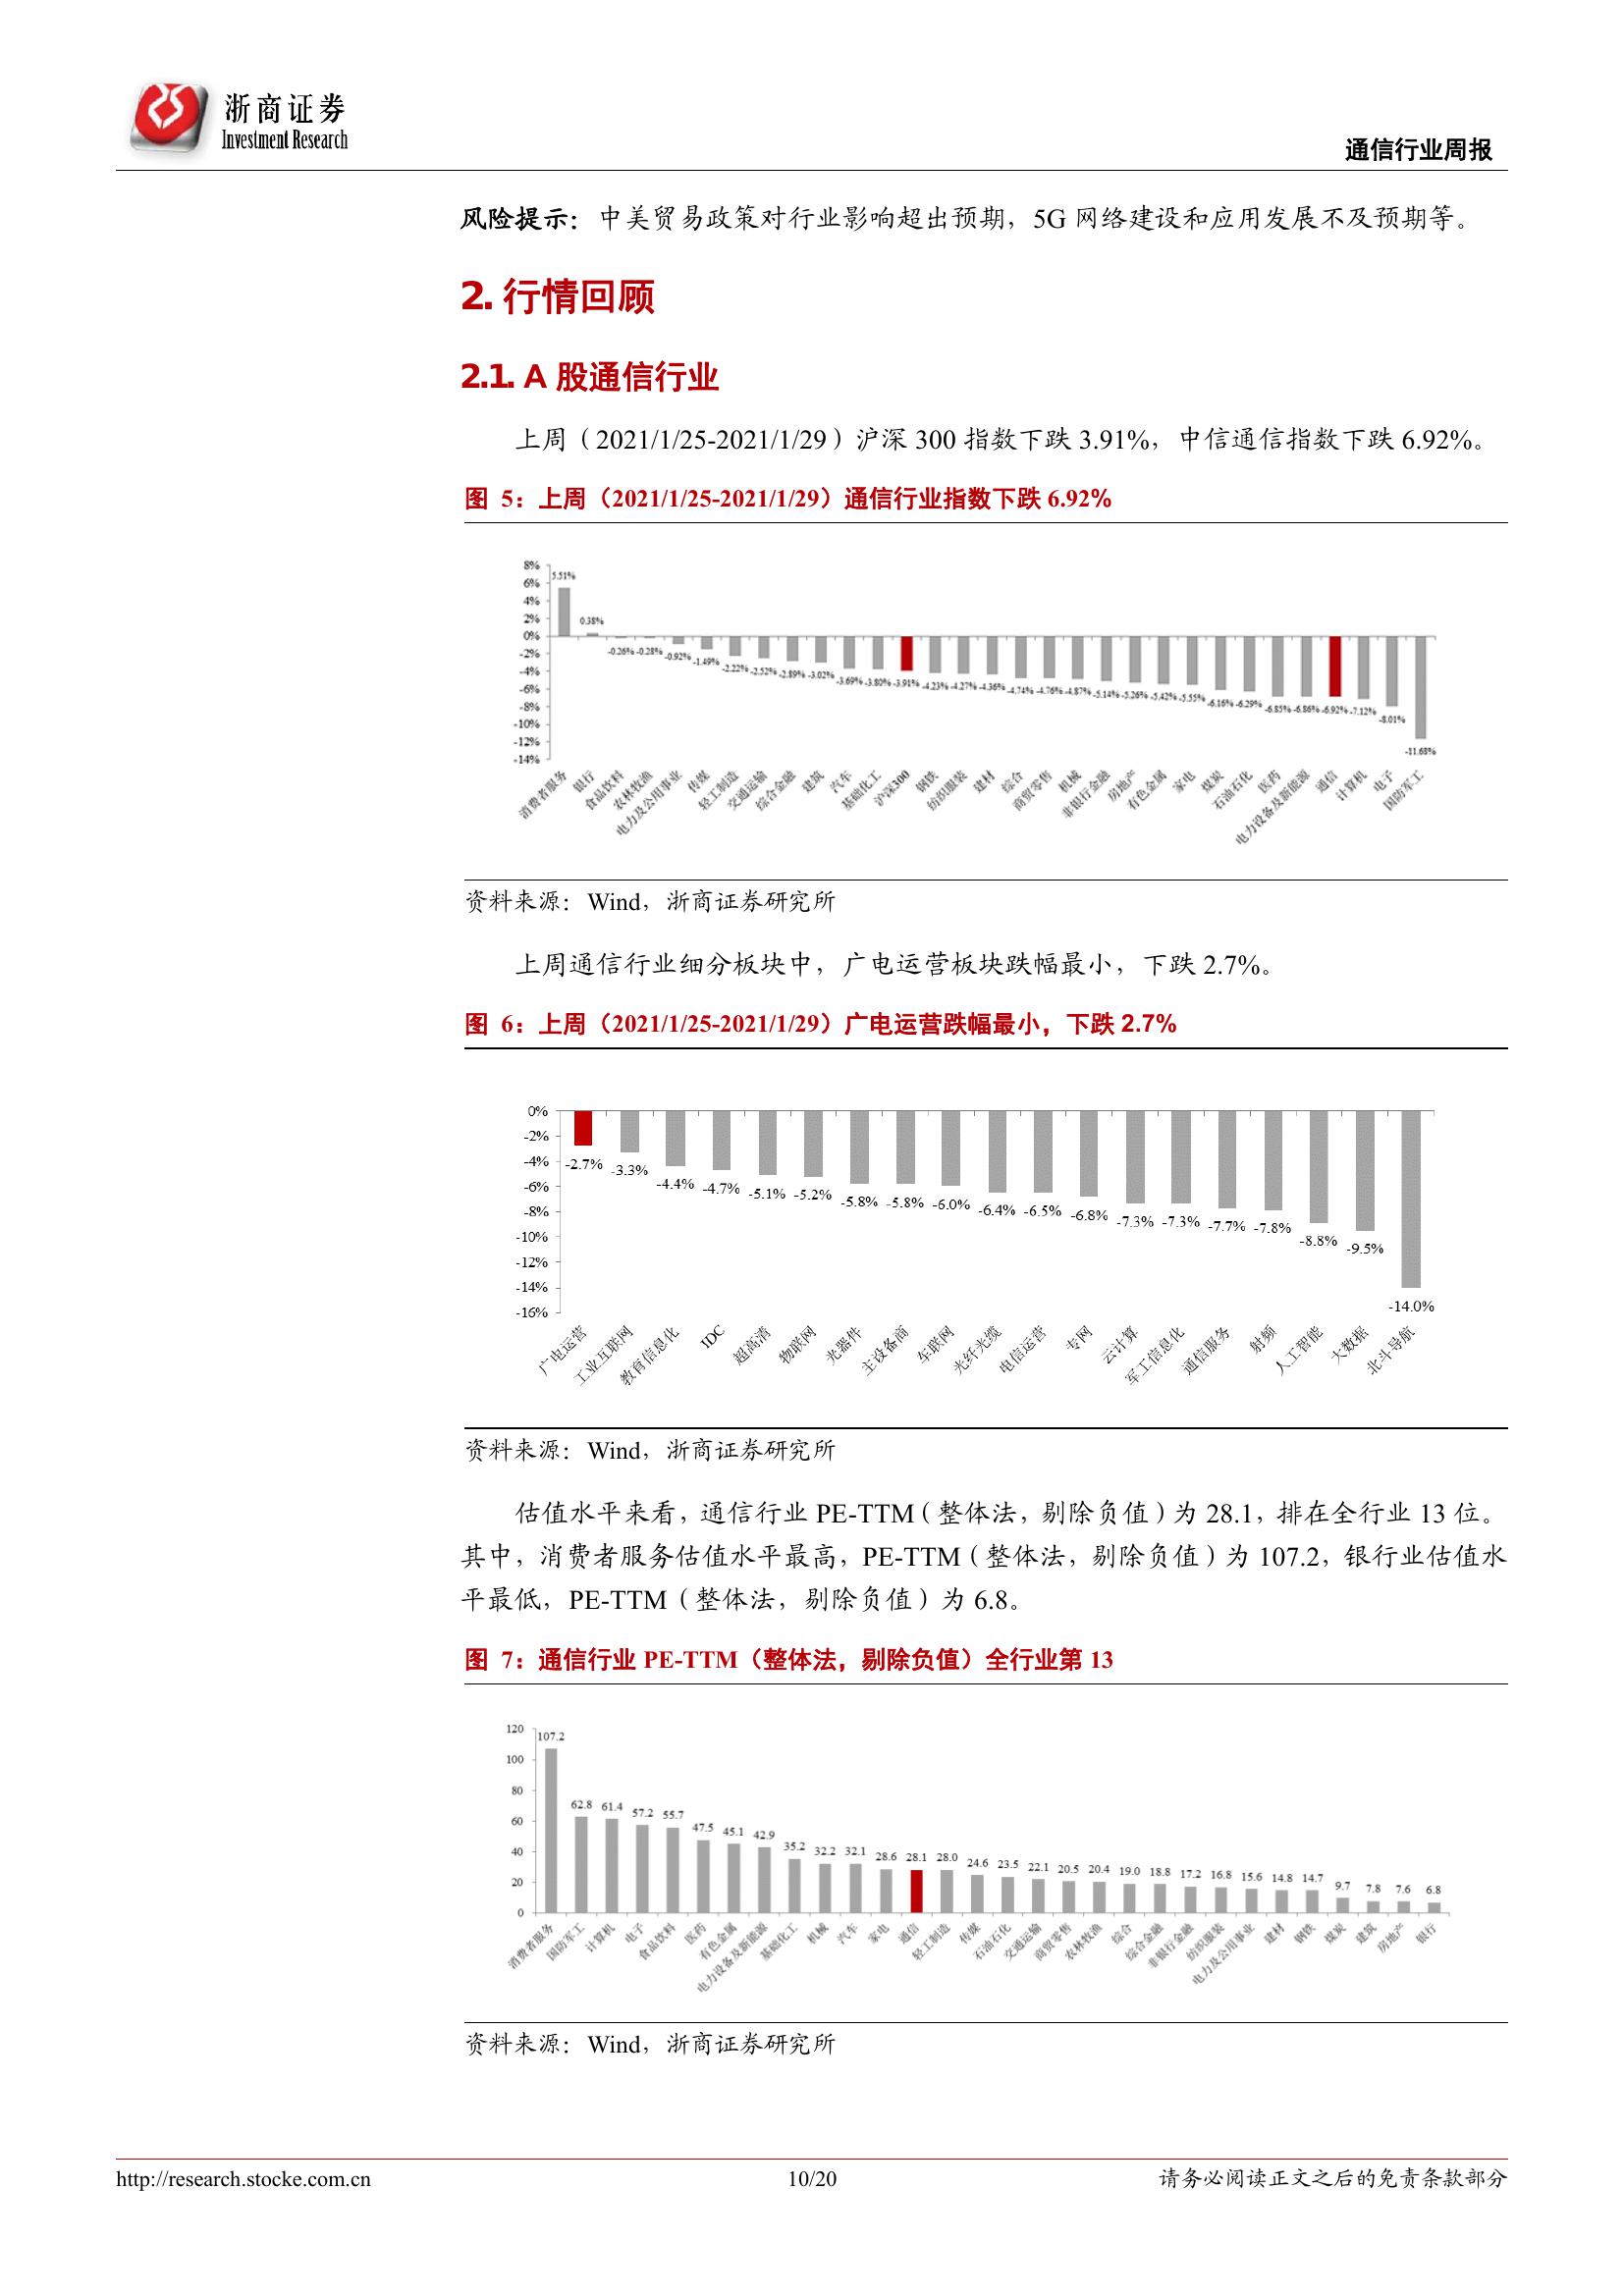 浙商证券
Investment Research
通信行业周报
风险提示：中美贸易政策对行业影响超出预期，5G 网络建设和应用发展不及预期等。
2. 行情回顾
2.1. A 股通信行业
上周（2021/1/25-2021/1/29）沪深 300 指数下跌 3.91%，中信通信指数下跌 6.92%。
图 5：上周（2021/1/25-2021/1/29）通信行业指数下跌 6.92%
8%
6%
4%
2%
0%
-2%
-4%
-6%
-8%
-10%
-12%
-14%
5.51%
0.38%
-0.26%
-0.28%
-0.92%
-1.49%
-2.22%
-2.52%
-2.89%
-3.02%
-3.69%
-3.80%
-3.91%
-4.23%
-4.27%
-4.36%
-4.74%
-4.76%
-4.87%
-5.14%
-5.26%
-5.42%
-5.55%
-6.16%
-6.29%
-6.85%
-6.86%
-6.92%
-7.12%
-8.01%
-11.68%
消费者服务
银行
食品饮料
农林牧渔
电力及公用事业
传媒
轻工制造
交通运输
综合金融
建筑
汽车
基础化工
沪深300
钢铁
纺织服装
建材
综合
商贸零售
机械
非银行金融
房地产
有色金属
家电
煤炭
石油石化
医药
电力设备及新能源
通信
计算机
电子
国防军工
资料来源：Wind，浙商证券研究所
上周通信行业细分板块中，广电运营板块跌幅最小，下跌 2.7%。
图 6：上周（2021/1/25-2021/1/29）广电运营跌幅最小，下跌 2.7%
0%
-2%
-4%
-6%
-8%
-10%
-12%
-14%
-16%
-2.7%
-3.3%
-4.4%
-4.7%
-5.1%
-5.2%
-5.8%
-5.8%
-6.0%
-6.4%
-6.5%
-6.8%
-7.3%
-7.3%
-7.7%
-7.8%
-8.8%
-9.5%
-14.0%
广电运营
工业互联网
教育信息化
IDC
超高清
物联网
光器件
主设备商
车联网
光纤光缆
电信运营
专网
云计算
军工信息化
通信服务
射频
人工智能
大数据
北斗导航
资料来源：Wind，浙商证券研究所
估值水平来看，通信行业 PE-TTM（整体法，剔除负值）为 28.1，排在全行业 13 位。
其中，消费者服务估值水平最高，PE-TTM（整体法，剔除负值）为 107.2，银行业估值水
平最低，PE-TTM（整体法，剔除负值）为 6.8。
图 7：通信行业 PE-TTM（整体法，剔除负值）全行业第 13
120
100
80
60
40
20
0
107.2
62.8
61.4
57.2
55.7
47.5
45.1
42.9
35.2
32.2
32.1
28.6
28.1
28.0
24.6
23.5
22.1
20.5
20.4
19.0
18.8
17.2
16.8
15.6
14.8
14.7
9.7
7.8
7.6
6.8
消费者服务
国防军工
计算机
电子
食品饮料
医药
有色金属
电力设备及新能源
基础化工
机械
汽车
家电
通信
轻工制造
传媒
石油石化
交通运输
商贸零售
农林牧渔
综合
综合金融
非银行金融
纺织服装
电力及公用事业
建材
钢铁
煤炭
建筑
房地产
银行
资料来源：Wind，浙商证券研究所
http://research.stocke.com.cn
10/20
请务必阅读正文之后的免责条款部分